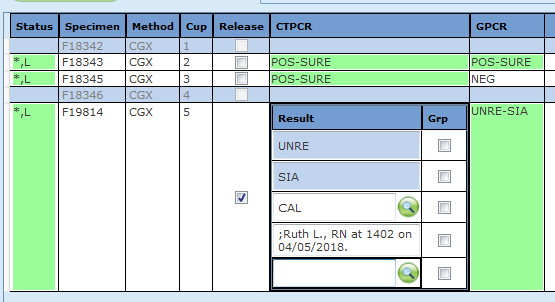 Status Specimen Method Cup Release CTPCR GPCR
F18342 CGX 1
*,L F18343 CGX 2 POS-SURE POS-SURE
*,L F18345 CGX 3 POS-SURE NEG
F18346 CGX 4
*,L F19814 CGX 5 UNRE-SIA
Result Grp
UNRE
SIA
CAL
;Ruth L., RN at 1402 on
04/05/2018.